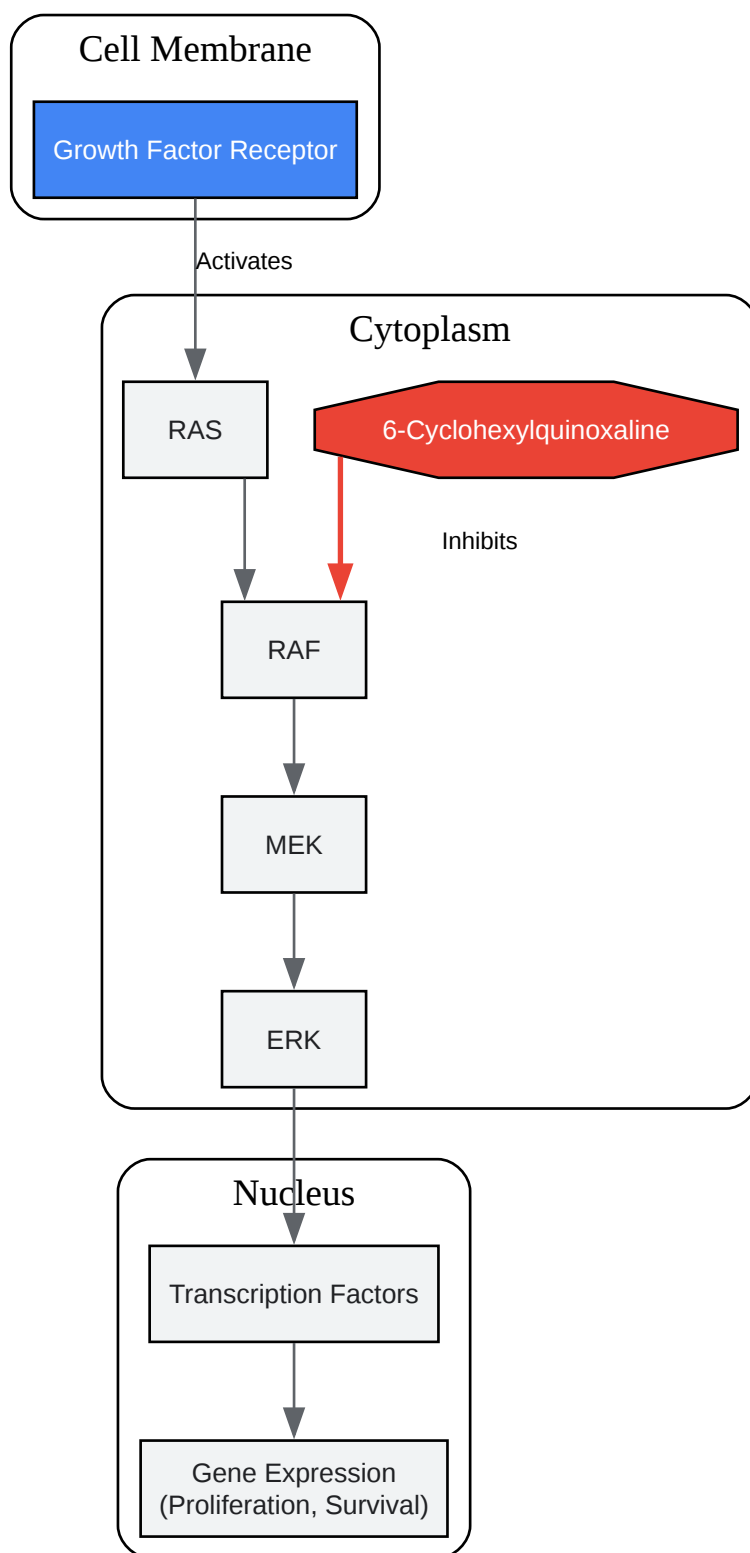 Cell Membrane
Growth Factor Receptor
Activates
Cytoplasm
RAS
6-Cyclohexylquinoxaline
Inhibits
RAF
MEK
ERK
Nucleus
Transcription Factors
Gene Expression
(Proliferation, Survival)